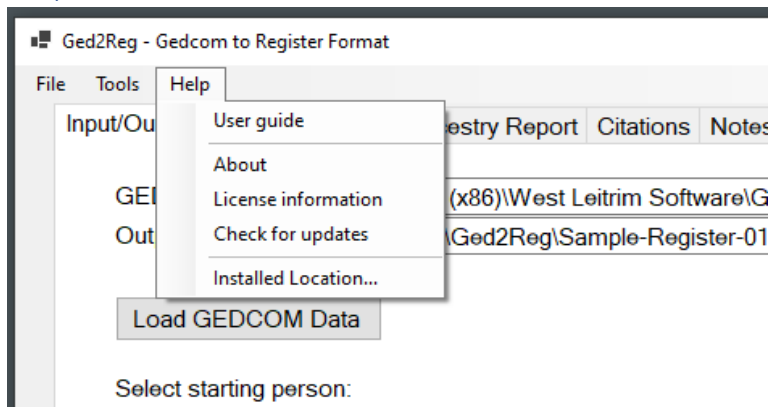 Ged2Reg - Gedcom to Register Format
File Tools Help
Input/Ou
User guide
estry Report Citations Notes
About
GE
License information
(x86)\West Leitrim Software\G
Out
Check for updates
\Ged2Reg\Sample-Register-01
Installed Location...
Load GEDCOM Data
Select starting person: